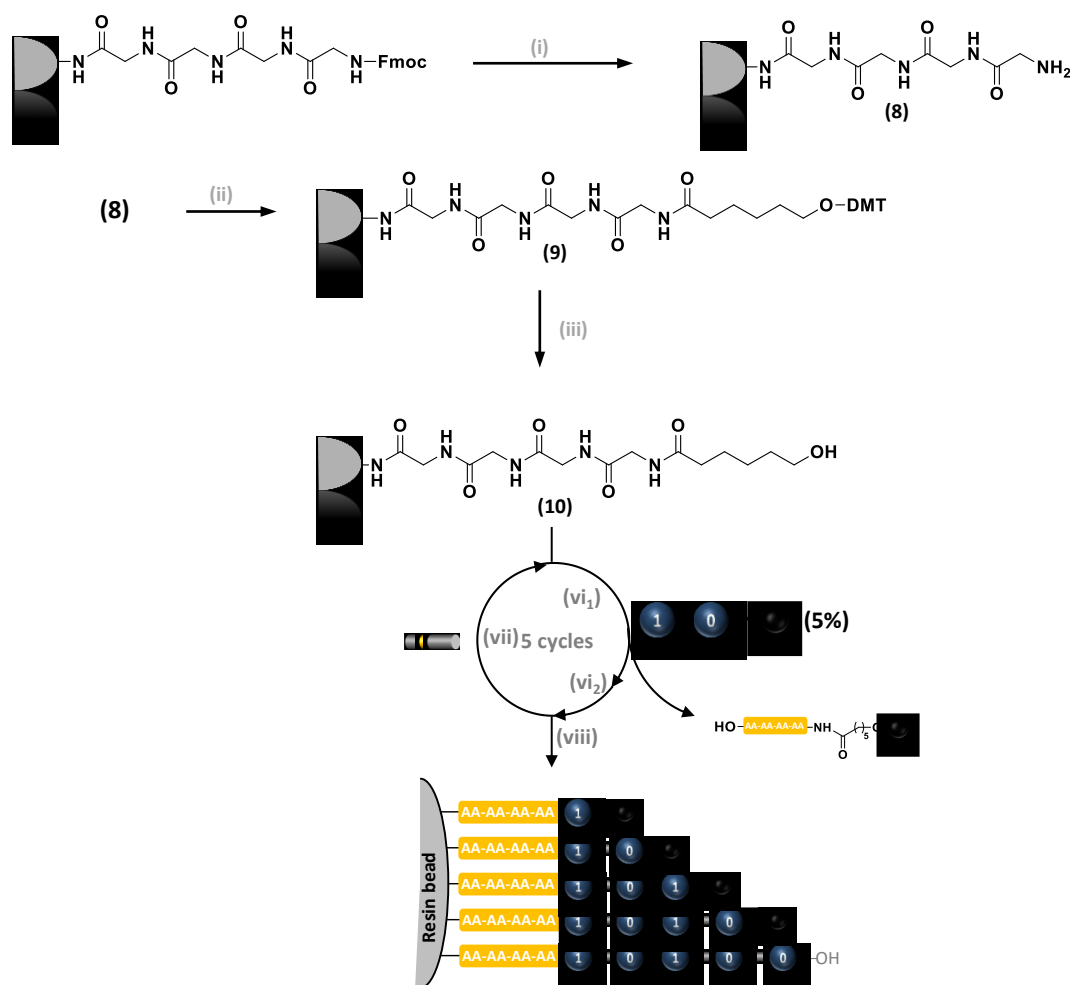 O H N O H N O
N H O N H O N H O N H Fmoc
(i)
O H N O H N O H N
N H O N H O N H O NH2
(8)
(8)
(ii)
O H N O H N O H N O H N O
N H O N H O N H O N H O–DMT
(9)
(iii)
O H N O H N O H N O
NH O N H O N H O N H OH
(10)
(vi1)
1 0 (5%)
(vii) 5 cycles
(vi2)
HO AA-AA-AA-AA NH O 5 O
(viii)
Resin bead
AA-AA-AA-AA 1
AA-AA-AA-AA 1 0
AA-AA-AA-AA 1 0 1
AA-AA-AA-AA 1 0 1 0
AA-AA-AA-AA 1 0 1 0 0 OH